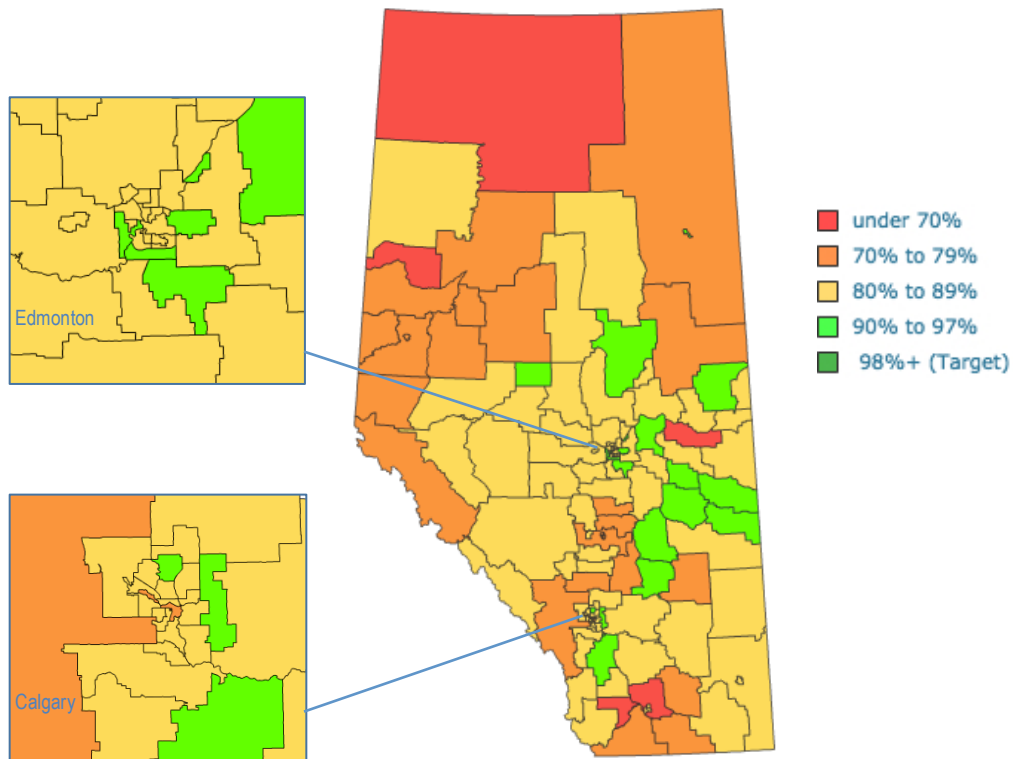 Edmonton
Calgary
under 70%
70% to 79%
80% to 89%
90% to 97%
98%+ (Target)